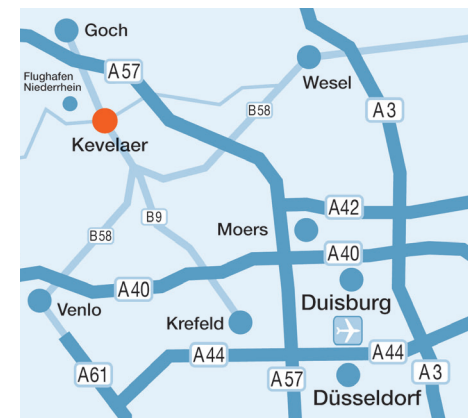 Goch
A57
Wesel
Flughafen
Niederrhein
B58
A3
Kevelaer
A42
B9
Moers
B58
A40
A40
Duisburg
Venlo
Krefeld
A44
A44
A61
A57
Düsseldorf
A3